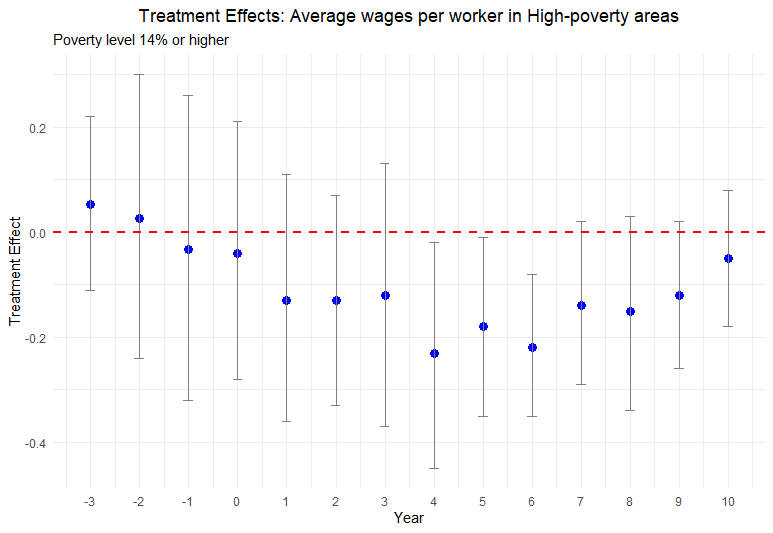 Treatment Effects: Average wages per worker in High-poverty areas
Poverty level 14% or higher
Treatment Effect
0.2
0.0
-0.2
-0.4
-3 -2 -1 0 1 2 3 4 5 6 7 8 9 10
Year